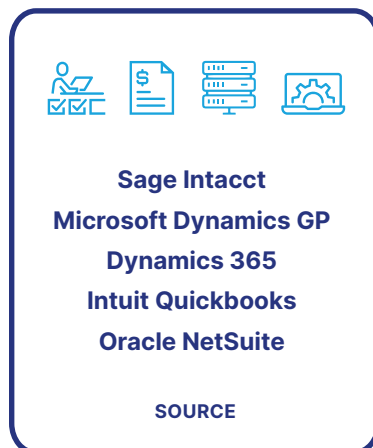 $
Sage Intacct
Microsoft Dynamics GP
Dynamics 365
Intuit Quickbooks
Oracle NetSuite
SOURCE